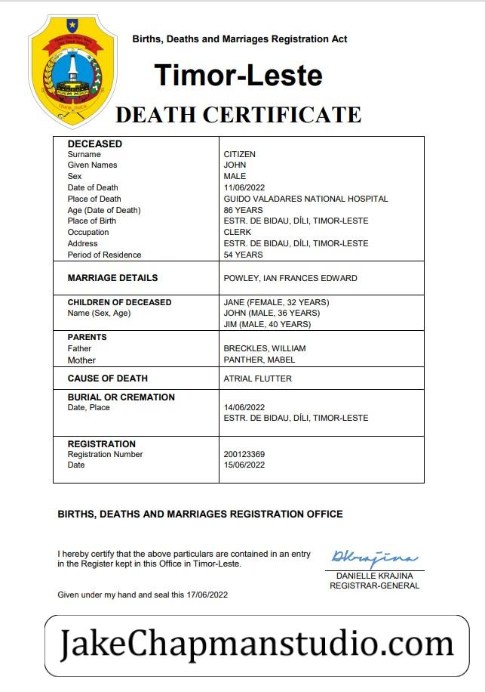 Births, Deaths and Marriages Registration Act
Timor-Leste
DEATH CERTIFICATE
DECEASED
Surname CITIZEN
Given Names JOHN
Sex MALE
Date of Death 11/06/2022
Place of Death GUIDO VALADARES NATIONAL HOSPITAL
Age (Date of Death) 86 YEARS
Place of Birth ESTR. DE BIDAU, DÍLI, TIMOR-LESTE
Occupation CLERK
Address ESTR. DE BIDAU, DÍLI, TIMOR-LESTE
Period of Residence 54 YEARS
MARRIAGE DETAILS POWLEY, IAN FRANCES EDWARD
CHILDREN OF DECEASED JANE (FEMALE, 32 YEARS)
Name (Sex, Age) JOHN (MALE, 36 YEARS)
JIM (MALE, 40 YEARS)
PARENTS
Father BRECKLES, WILLIAM
Mother PANTHER, MABEL
CAUSE OF DEATH ATRIAL FLUTTER
BURIAL OR CREMATION
Date, Place 14/06/2022
ESTR. DE BIDAU, DÍLI, TIMOR-LESTE
REGISTRATION
Registration Number 200123369
Date 15/06/2022
BIRTHS, DEATHS AND MARRIAGES REGISTRATION OFFICE
I hereby certify that the above particulars are contained in an entry
in the Register kept in this Office in Timor-Leste.
DKrajina
DANIELLE KRAJINA
REGISTRAR-GENERAL
Given under my hand and seal this 17/06/2022
JakeChapmanstudio.com